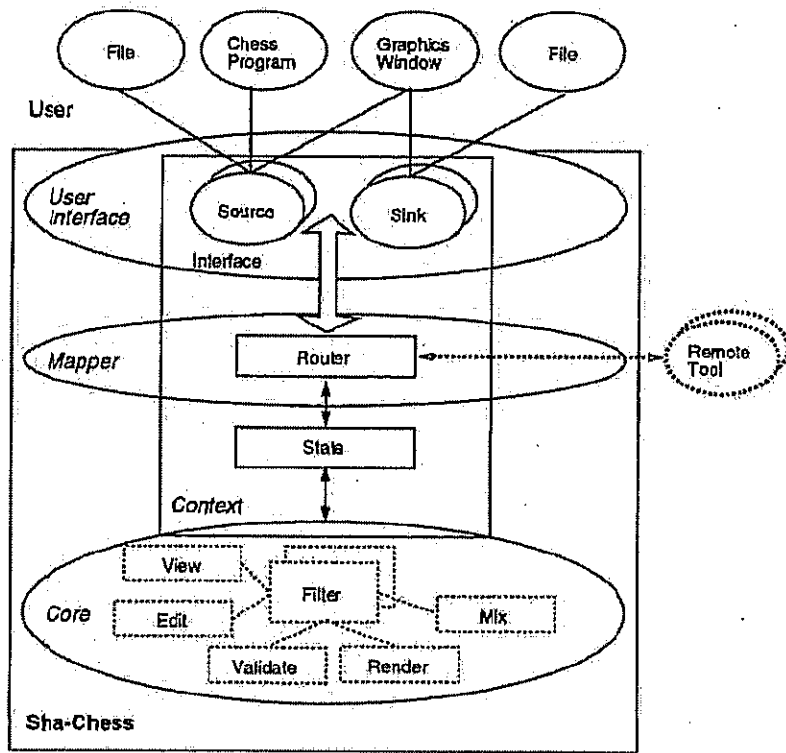 File
Chess
Program
Graphics
Window
File
User
User
Interface
Source
Sink
Interface
Mapper
Router
Remote
Tool
State
Context
View
Filter
Core
Edit
Mix
Validate
Render
Sha-Chess